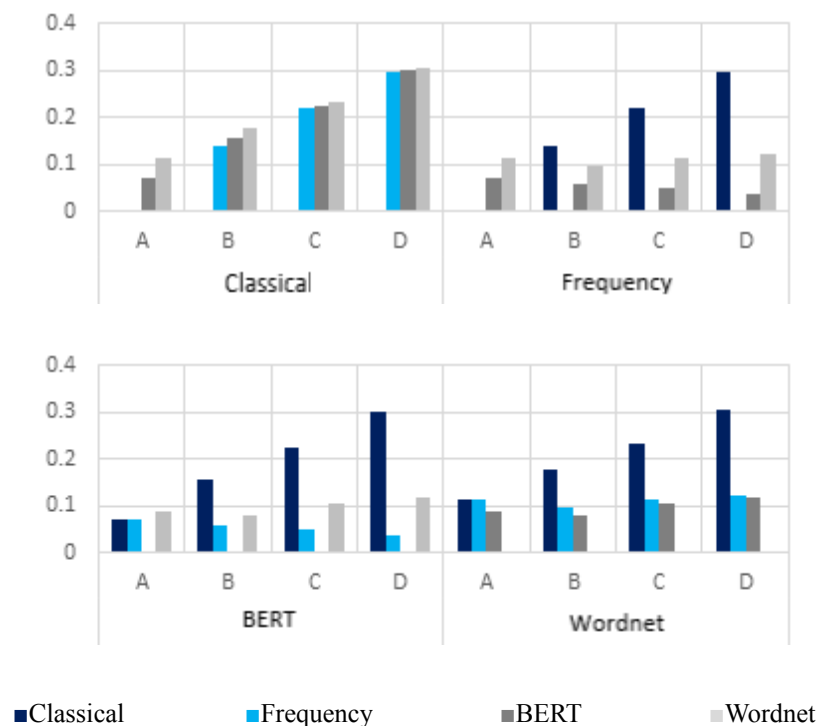 0.4
0.3
0.2
0.1
0
A B C D A B C D
Classical Frequency
0.4
0.3
0.2
0.1
0
A B C D A B C D
BERT Wordnet
Classical Frequency BERT Wordnet